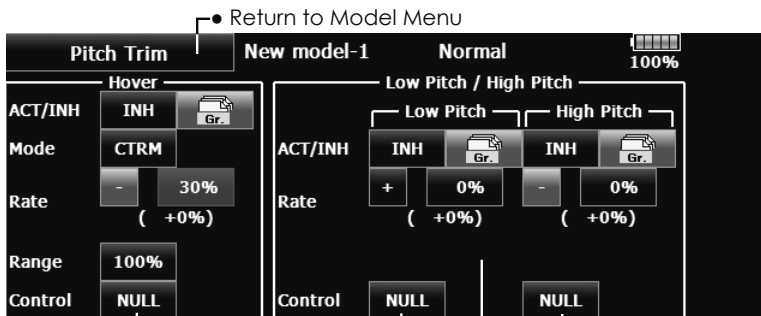 Return to Model Menu
Pitch Trim New model-1 Normal 100%
Hover Low Pitch / High Pitch
Low Pitch High Pitch
ACT/INH INH Gr. ACT/INH INH Gr. INH Gr.
Mode CTRM
Rate - 30% Rate + 0% - 0%
( +0%) ( +0%) ( +0%)
Range 100%
Control NULL Control NULL NULL